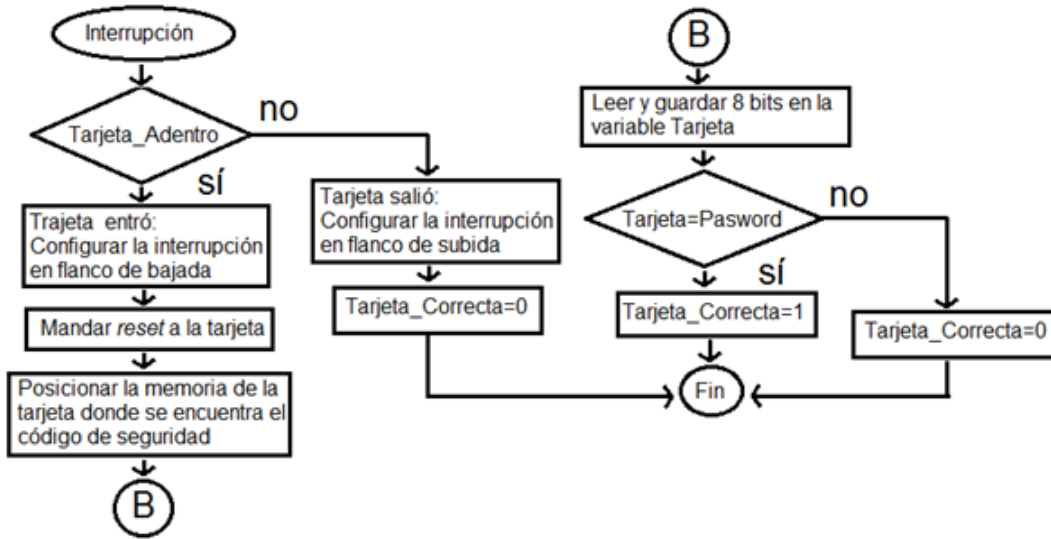 Interrupción
Tarjeta_Adentro
no
sí
Trajeta entró:
Configurar la interrupción
en flanco de bajada
Mandar reset a la tarjeta
Posicionar la memoria de la
tarjeta donde se encuentra el
código de seguridad
B
Tarjeta salió:
Configurar la interrupción
en flanco de subida
Tarjeta_Correcta=0
B
Leer y guardar 8 bits en la
variable Tarjeta
Tarjeta=Pasword
no
sí
Tarjeta_Correcta=1
Tarjeta_Correcta=0
Fin